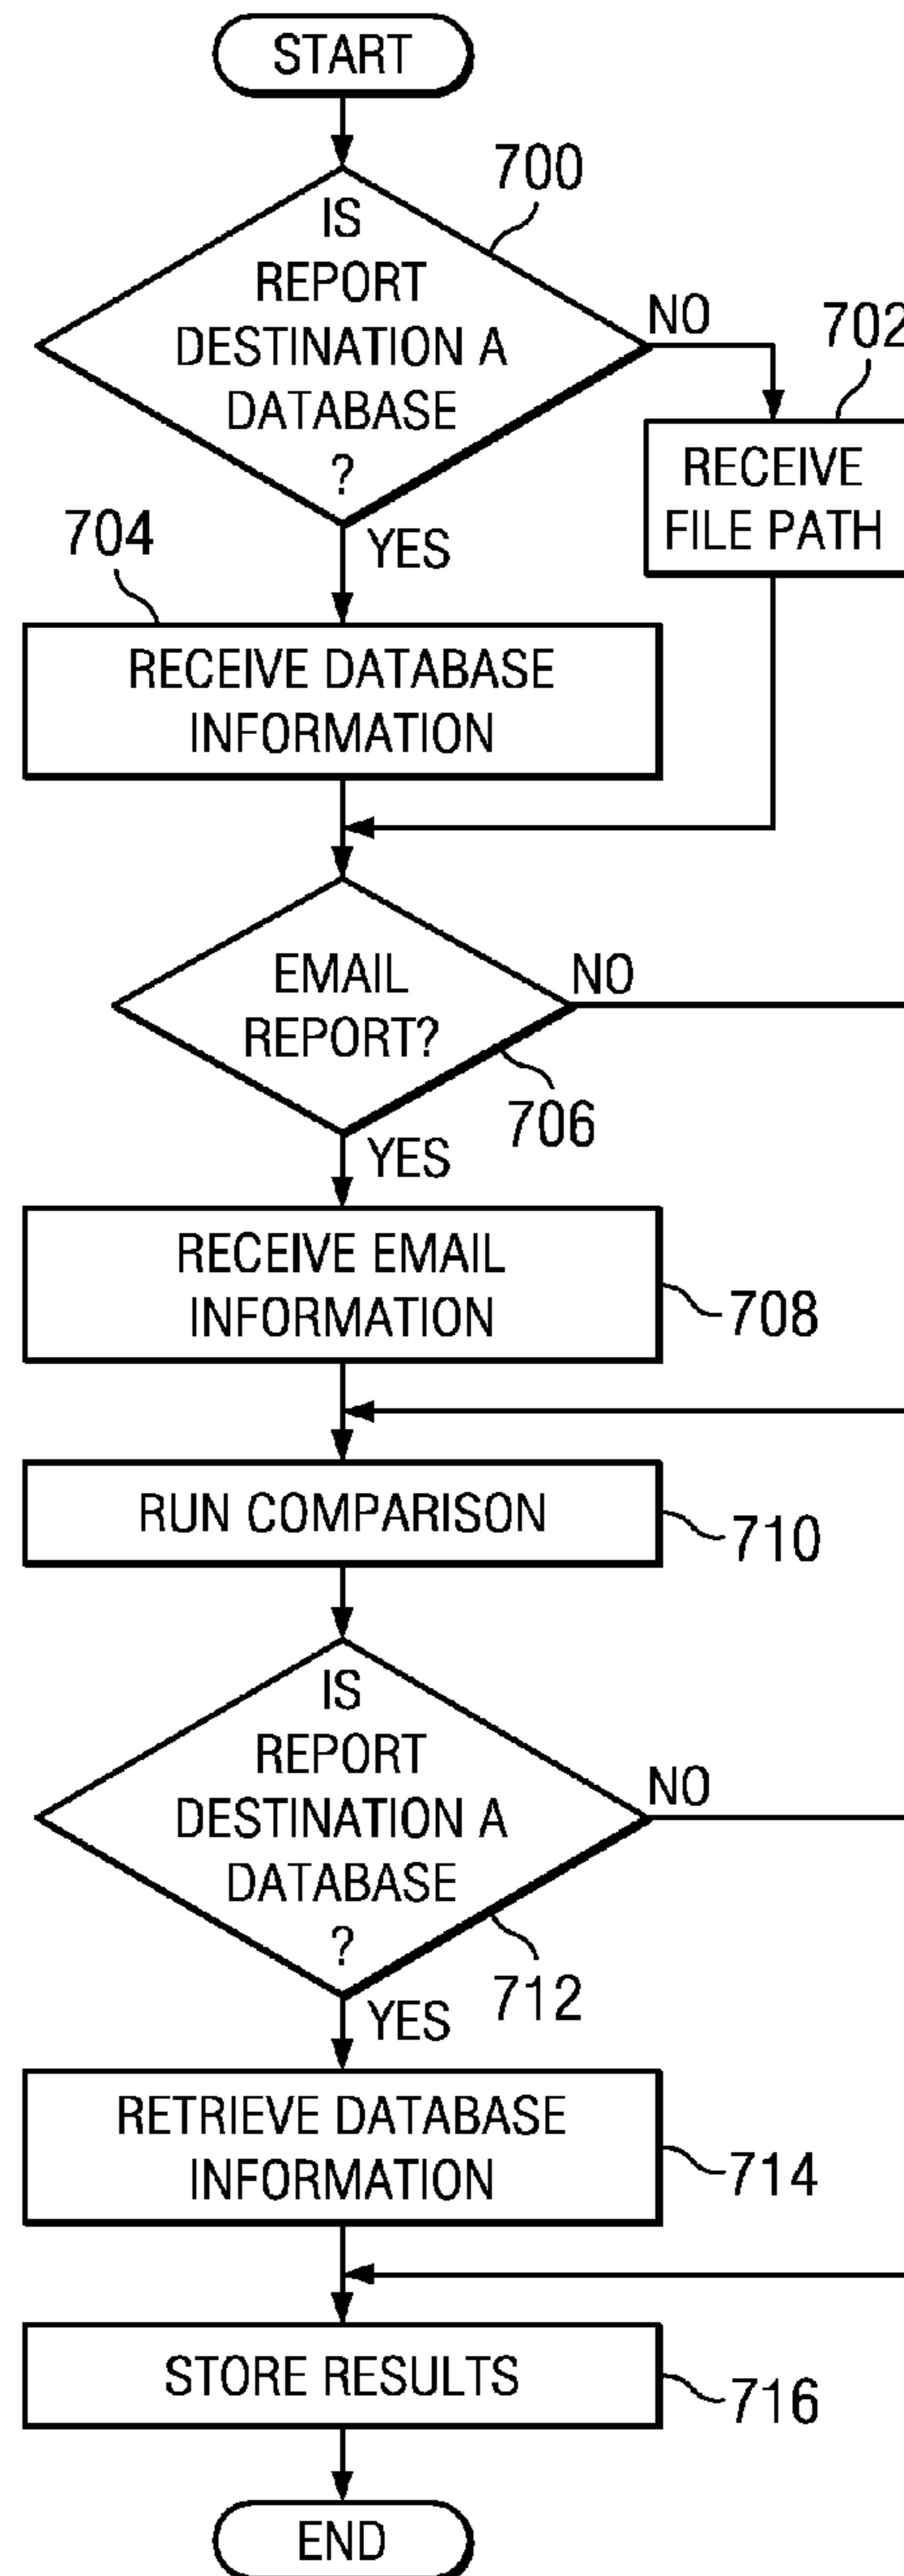 START
700
IS
REPORT
DESTINATION A
DATABASE
?
NO
702
RECEIVE
FILE PATH
YES
704
RECEIVE DATABASE
INFORMATION
EMAIL
REPORT?
NO
706
YES
RECEIVE EMAIL
INFORMATION
708
RUN COMPARISON
710
IS
REPORT
DESTINATION A
DATABASE
?
NO
712
YES
RETRIEVE DATABASE
INFORMATION
714
STORE RESULTS
716
END